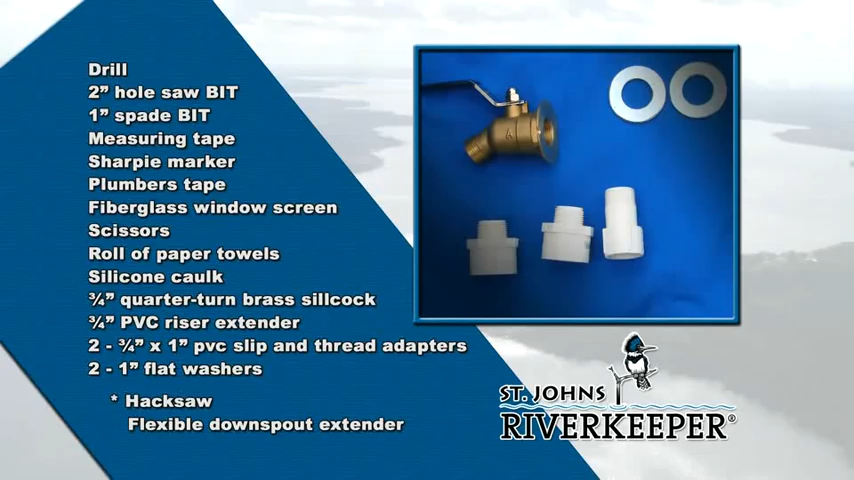 Drill
2” hole saw BIT
1” spade BIT
Measuring tape
Sharpie marker
Plumbers tape
Fiberglass window screen
Scissors
Roll of paper towels
Silicone caulk
¾” quarter-turn brass sillcock
¾” PVC riser extender
2 - ¾” x 1” pvc slip and thread adapters
2 - 1” flat washers
* Hacksaw
Flexible downspout extender
ST. JOHNS
RIVERKEEPER®